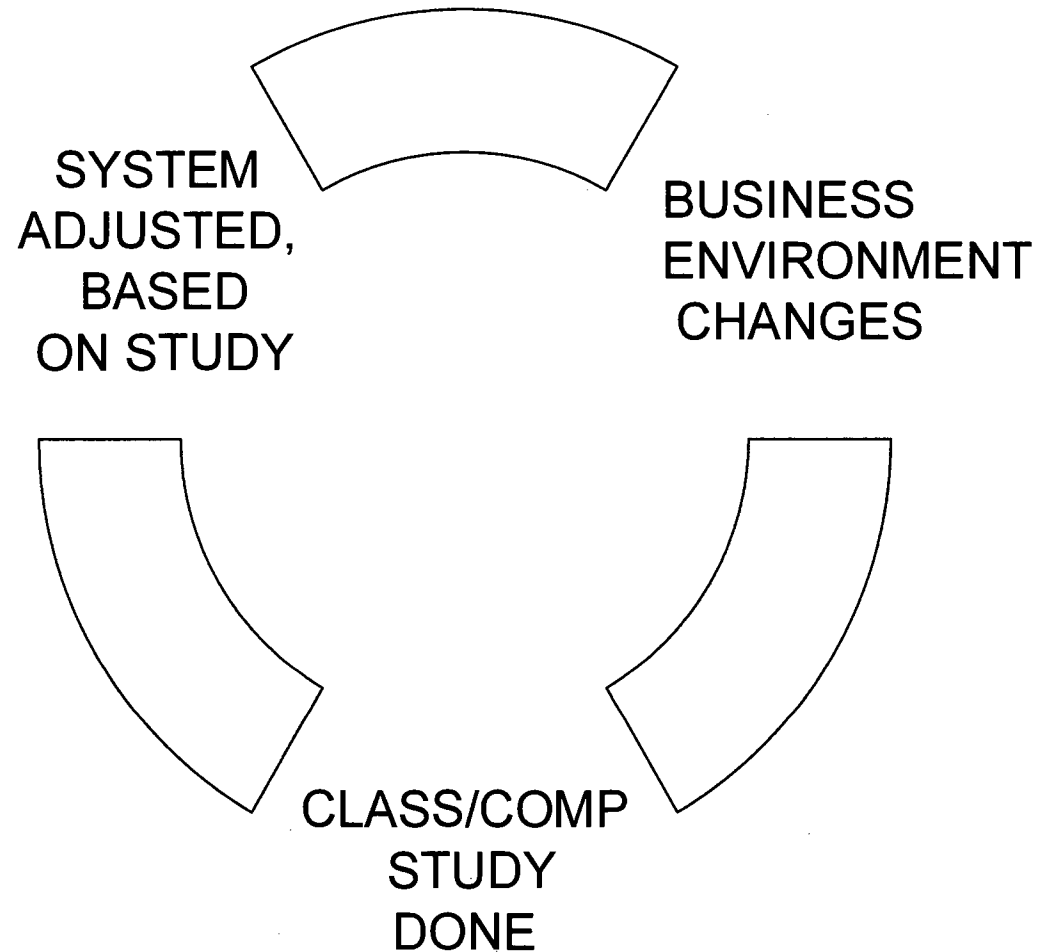 SYSTEM
ADJUSTED,
BASED
ON STUDY
BUSINESS
ENVIRONMENT
CHANGES
CLASS/COMP
STUDY
DONE